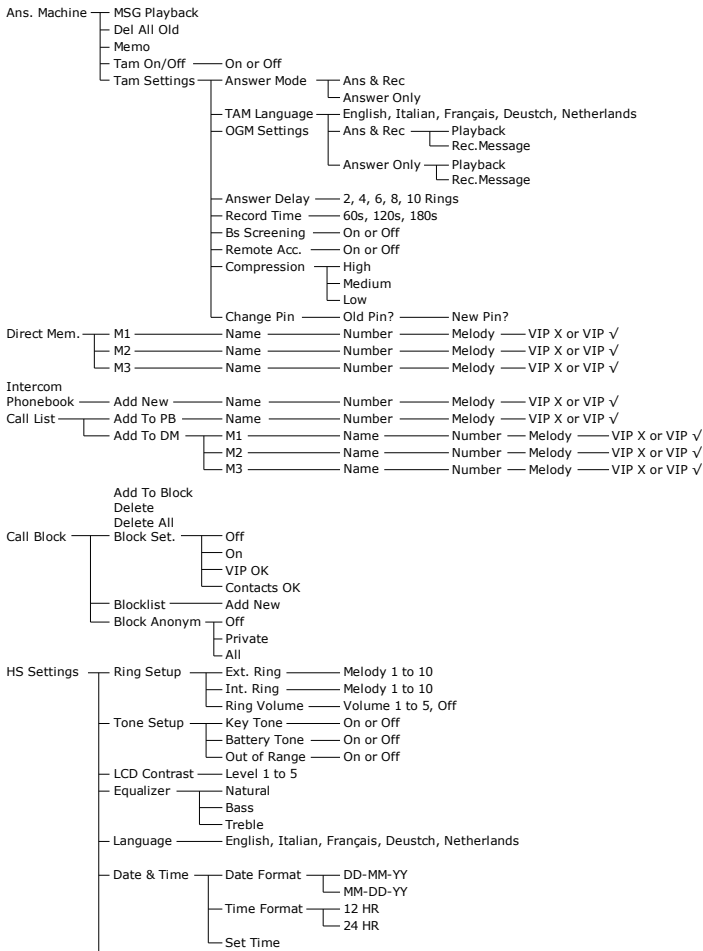 Ans. Machine MSG Playback
Del All Old
Memo
Tam On/Off On or Off
Tam Settings Answer Mode Ans & Rec
Answer Only
TAM Language English, Italian, Français, Deustch, Netherlands
OGM Settings Ans & Rec Playback
Rec.Message
Answer Only Playback
Rec.Message
Answer Delay 2, 4, 6, 8, 10 Rings
Record Time 60s, 120s, 180s
Bs Screening On or Off
Remote Acc. On or Off
Compression High
Medium
Low
Change Pin Old Pin? New Pin?
Direct Mem. M1 Name Number Melody VIP X or VIP √
M2 Name Number Melody VIP X or VIP √
M3 Name Number Melody VIP X or VIP √
Intercom
Phonebook Add New Name Number Melody VIP X or VIP √
Call List Add To PB Name Number Melody VIP X or VIP √
Add To DM M1 Name Number Melody VIP X or VIP √
M2 Name Number Melody VIP X or VIP √
M3 Name Number Melody VIP X or VIP √
Add To Block
Delete
Delete All
Call Block Block Set. Off
On
VIP OK
Contacts OK
Blocklist Add New
Block Anonym Off
Private
All
HS Settings Ring Setup Ext. Ring Melody 1 to 10
Int. Ring Melody 1 to 10
Ring Volume Volume 1 to 5, Off
Tone Setup Key Tone On or Off
Battery Tone On or Off
Out of Range On or Off
LCD Contrast Level 1 to 5
Equalizer Natural
Bass
Treble
Language English, Italian, Français, Deustch, Netherlands
Date & Time Date Format DD-MM-YY
MM-DD-YY
Time Format 12 HR
24 HR
Set Time